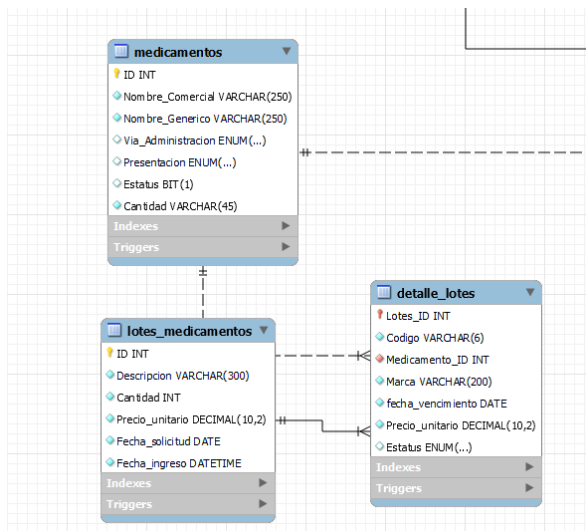 medicamentos
ID INT
Nombre_Comercial VARCHAR(250)
Nombre_Generico VARCHAR(250)
Via_Administracion ENUM(...)
Presentacion ENUM(...)
Estatus BIT(1)
Cantidad VARCHAR(45)
Indexes
Triggers
lotes_medicamentos
ID INT
Descripcion VARCHAR(300)
Cantidad INT
Precio_unitario DECIMAL(10,2)
Fecha_solicitud DATE
Fecha_ingreso DATETIME
Indexes
Triggers
detalle_lotes
Lotes_ID INT
Codigo VARCHAR(6)
Medicamento_ID INT
Marca VARCHAR(200)
fecha_vencimiento DATE
Precio_unitario DECIMAL(10,2)
Estatus ENUM(...)
Indexes
Triggers